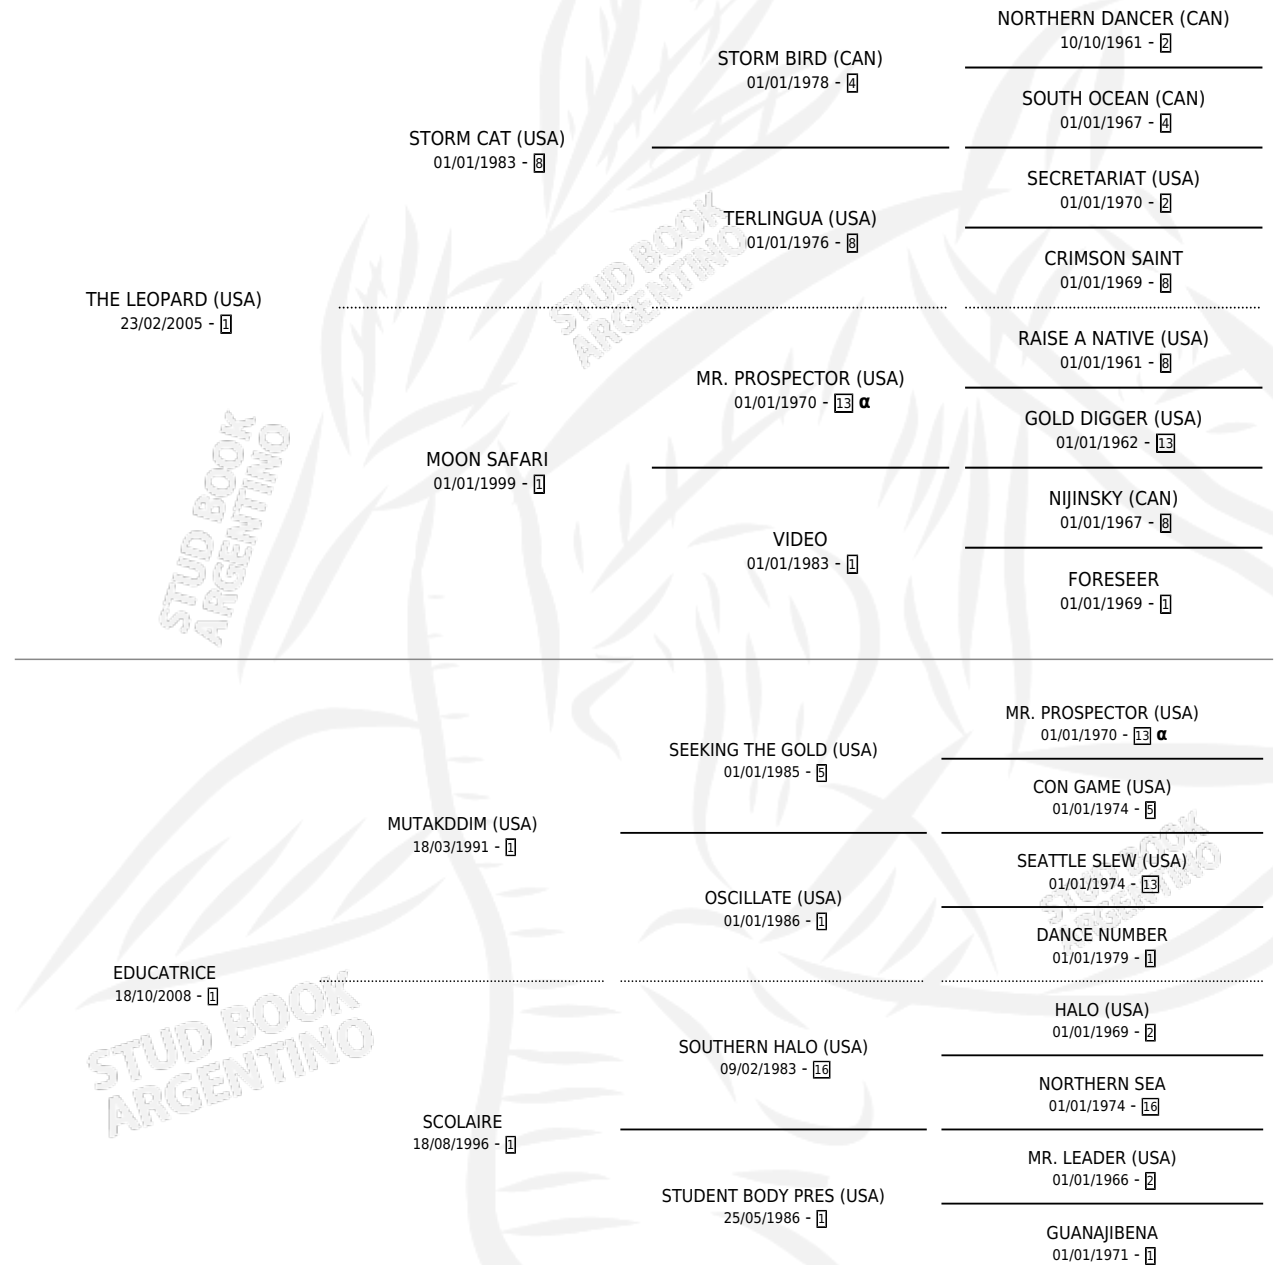 NORTHERN DANCER (CAN)
10/10/1961 - 2
STORM BIRD (CAN)
01/01/1978 - 4
SOUTH OCEAN (CAN)
01/01/1967 - 4
STORM CAT (USA)
01/01/1983 - 8
SECRETARIAT (USA)
01/01/1970 - 2
TERLINGUA (USA)
01/01/1976 - 8
CRIMSON SAINT
01/01/1969 - 8
THE LEOPARD (USA)
23/02/2005 - 1
RAISE A NATIVE (USA)
01/01/1961 - 8
MR. PROSPECTOR (USA)
01/01/1970 - 13 α
GOLD DIGGER (USA)
01/01/1962 - 13
MOON SAFARI
01/01/1999 - 1
NIJINSKY (CAN)
01/01/1967 - 8
VIDEO
01/01/1983 - 1
FORESEER
01/01/1969 - 1
MR. PROSPECTOR (USA)
01/01/1970 - 13 α
SEEKING THE GOLD (USA)
01/01/1985 - 5
CON GAME (USA)
01/01/1974 - 5
MUTAKDDIM (USA)
18/03/1991 - 1
SEATTLE SLEW (USA)
01/01/1974 - 13
OSCILLATE (USA)
01/01/1986 - 1
DANCE NUMBER
01/01/1979 - 1
EDUCATRICE
18/10/2008 - 1
HALO (USA)
01/01/1969 - 2
SOUTHERN HALO (USA)
09/02/1983 - 16
NORTHERN SEA
01/01/1974 - 16
SCOLAIRE
18/08/1996 - 1
MR. LEADER (USA)
01/01/1966 - 2
STUDENT BODY PRES (USA)
25/05/1986 - 1
GUANAJIBENA
01/01/1971 - 1
STUD BOOK
ARGENTINO
STUD BOOK
ARGENTINO
STUD BOOK
ARGENTINO
STUD BOOK
ARGENTINO